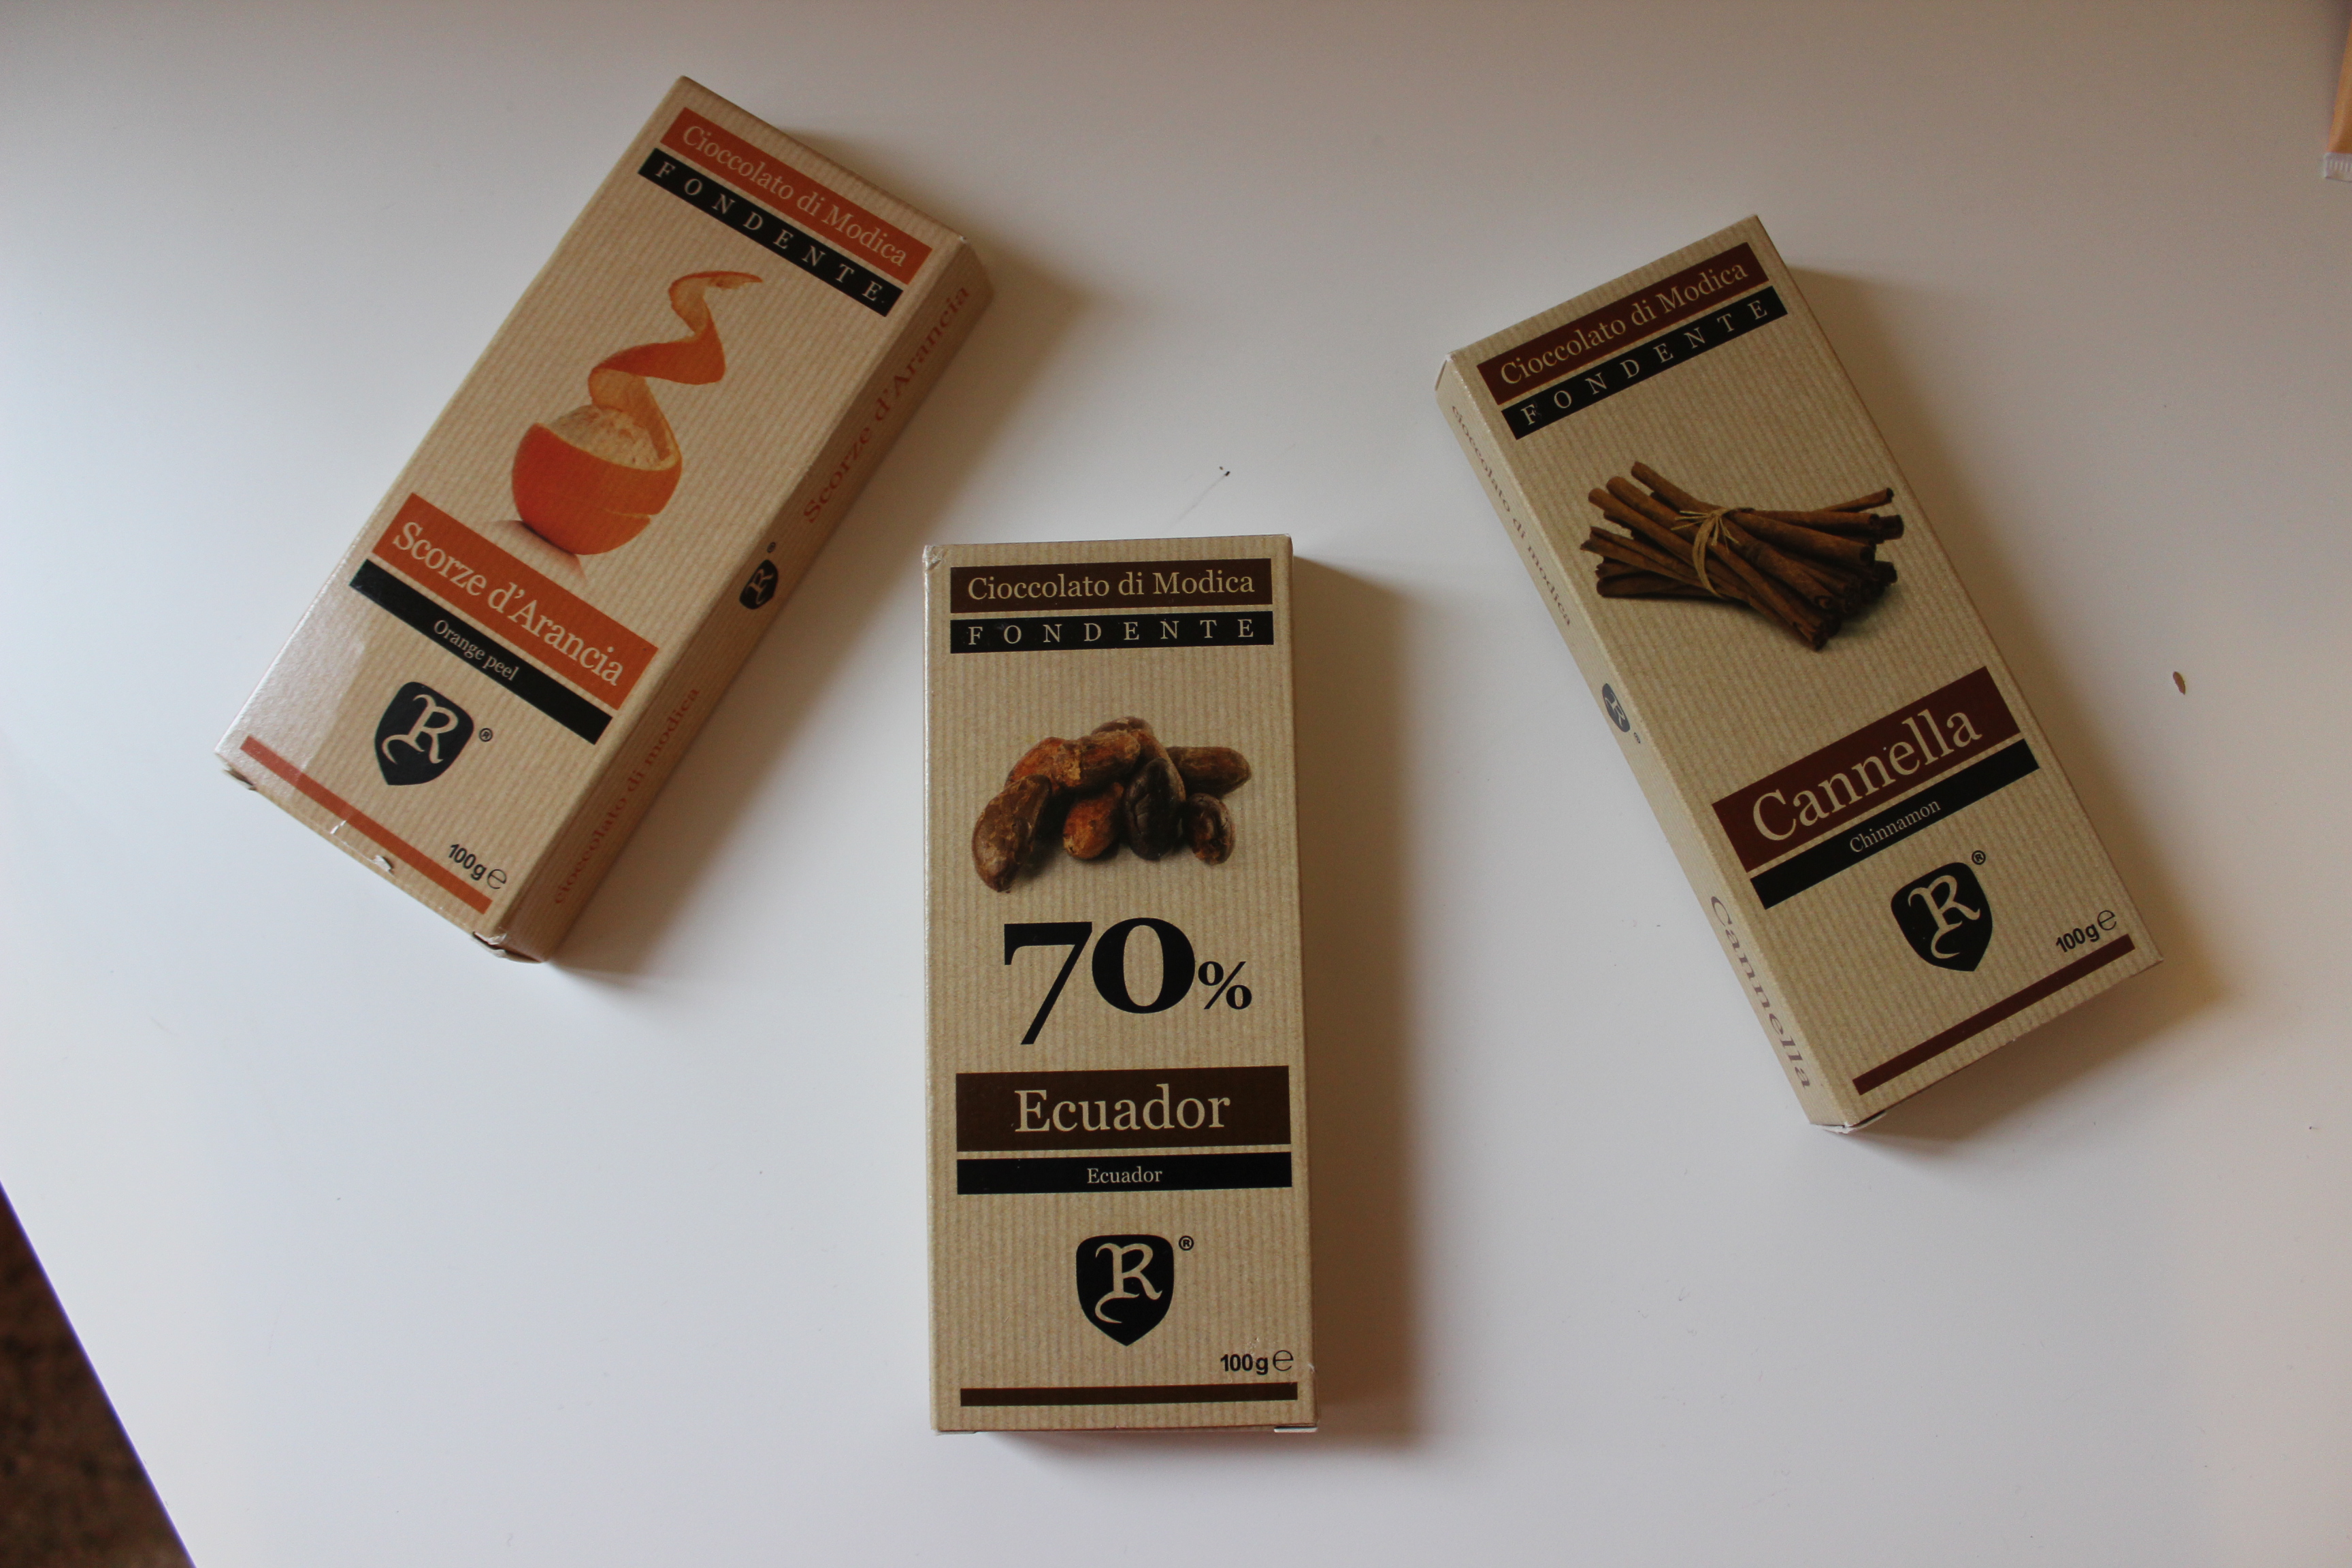 Cioccolato di Modica
FONDENTE
Scorze d'Arancia
Orange peel
R®
100g e
Scorze d'Arancia
R®
cioccolato di modica
Cioccolato di Modica
FONDENTE
70%
Ecuador
Ecuador
R®
100g e
Cioccolato di Modica
FONDENTE
Cannella
Chinnamon
R®
100g e
cioccolato di modica
R®
Cannella